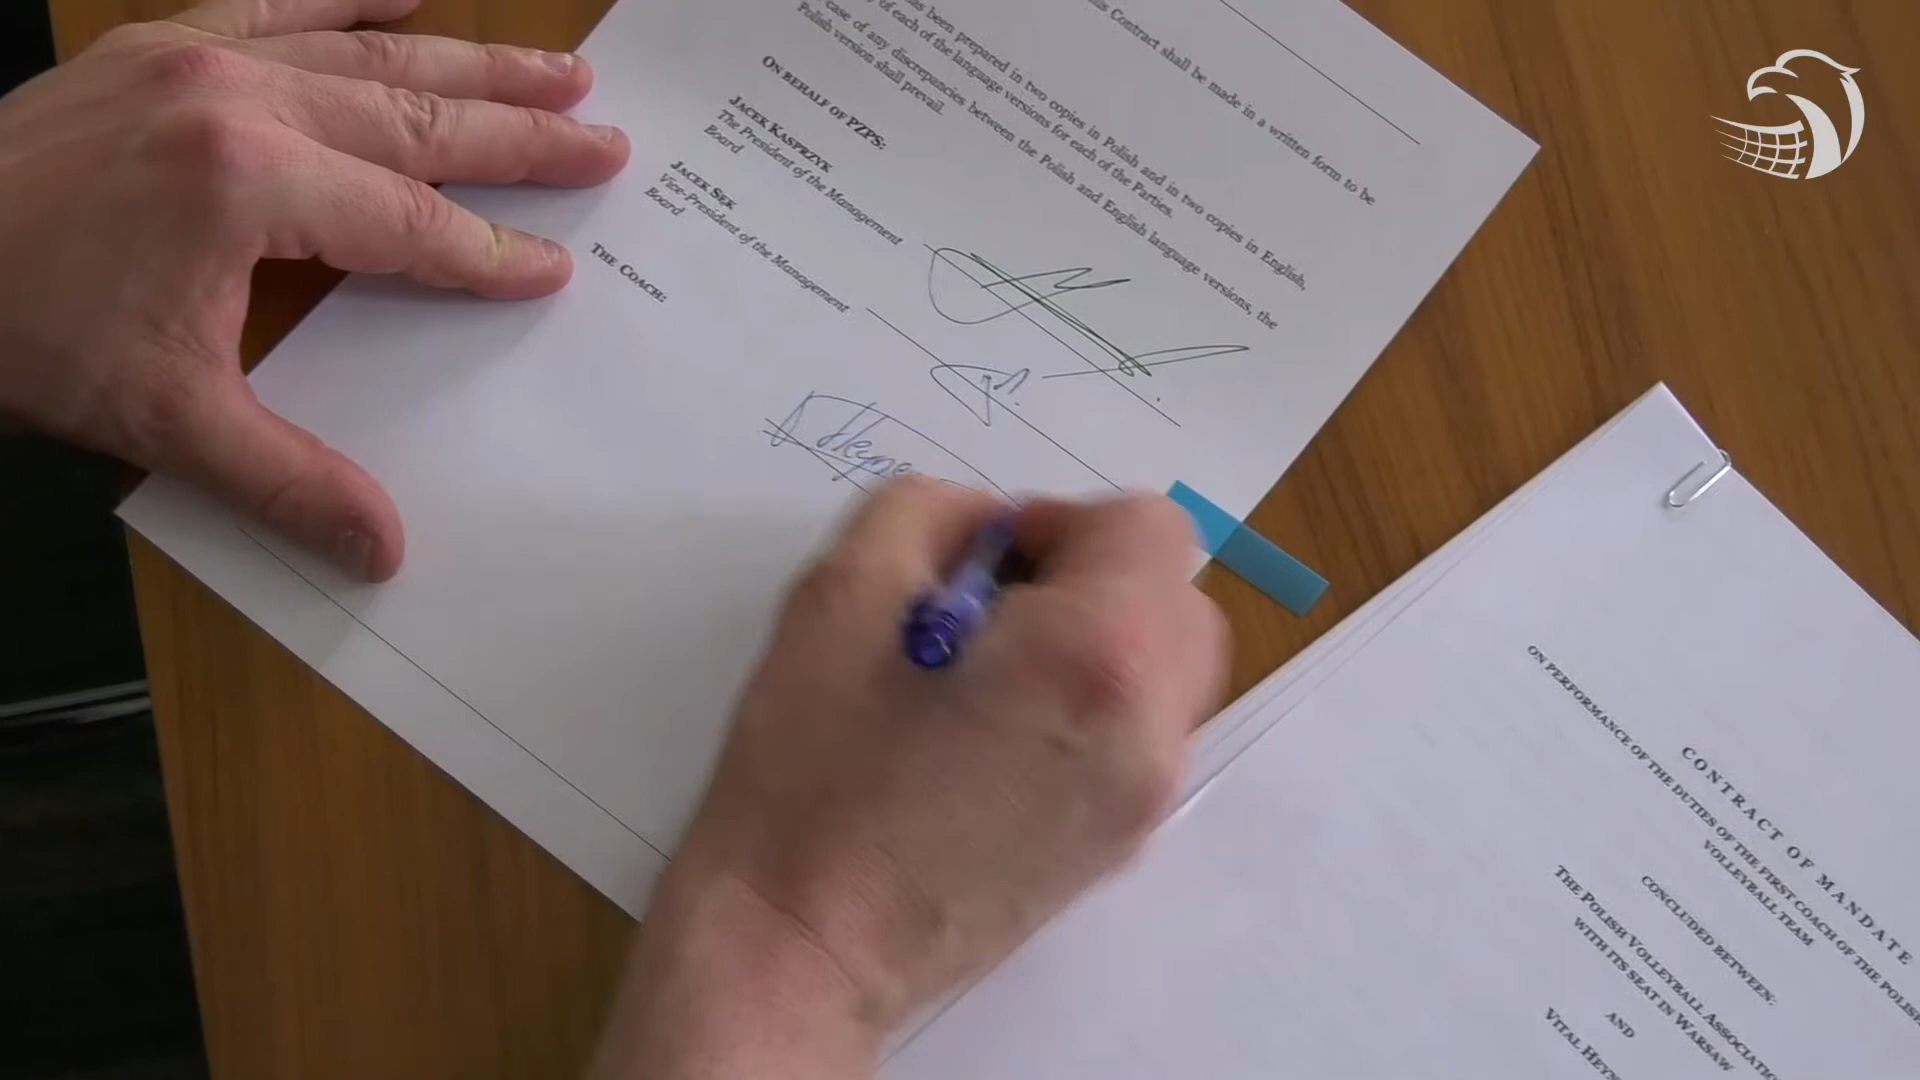 his Contract shall be made in a written form to be
has been prepared in two copies in Polish and in two copies in English,
of each of the language versions for each of the Parties.
case of any discrepancies between the Polish and English language versions, the
Polish version shall prevail.
ON BEHALF OF PZPS:
JACEK KASPRZYK
The President of the Management
Board
JACEK SĘK
Vice-President of the Management
Board
THE COACH:
Heyne
CONTRACT OF MANDATE
ON PERFORMANCE OF THE DUTIES OF THE FIRST COACH OF THE POLISH
VOLLEYBALL TEAM
CONCLUDED BETWEEN:
THE POLISH VOLLEYBALL ASSOCIATIO
WITH ITS SEAT IN WARSAW
AND
VITAL HEYN